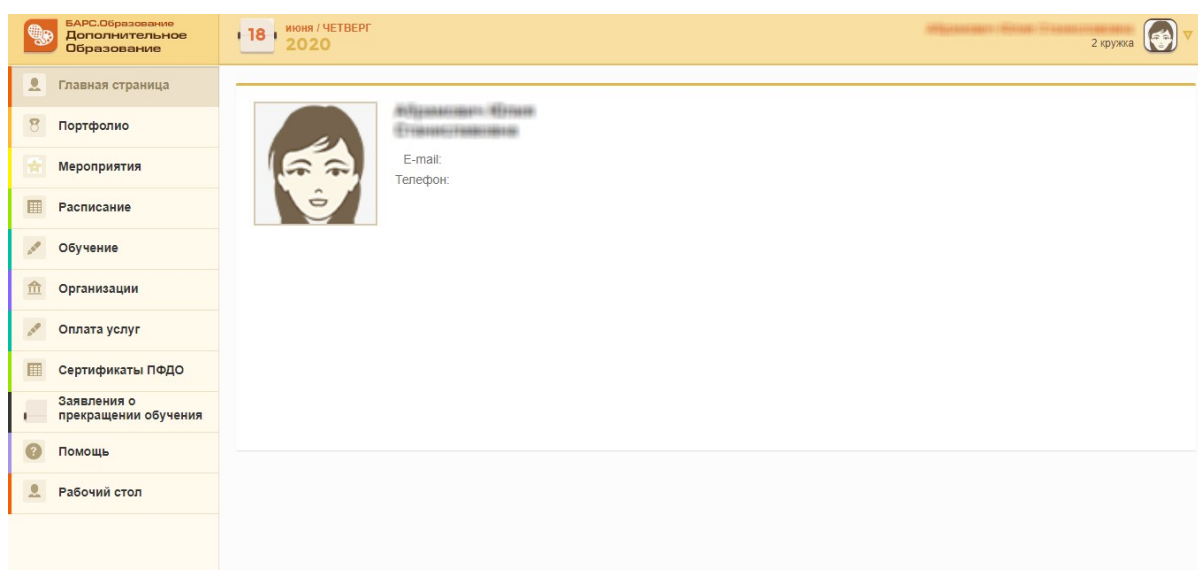 БАРС.Образование
Дополнительное
Образование
18
июня / ЧЕТВЕРГ
2020
2 кружка
Главная страница
Портфолио
Мероприятия
Расписание
Обучение
Организации
Оплата услуг
Сертификаты ПФДО
Заявления о
прекращении обучения
Помощь
Рабочий стол
E-mail:
Телефон: